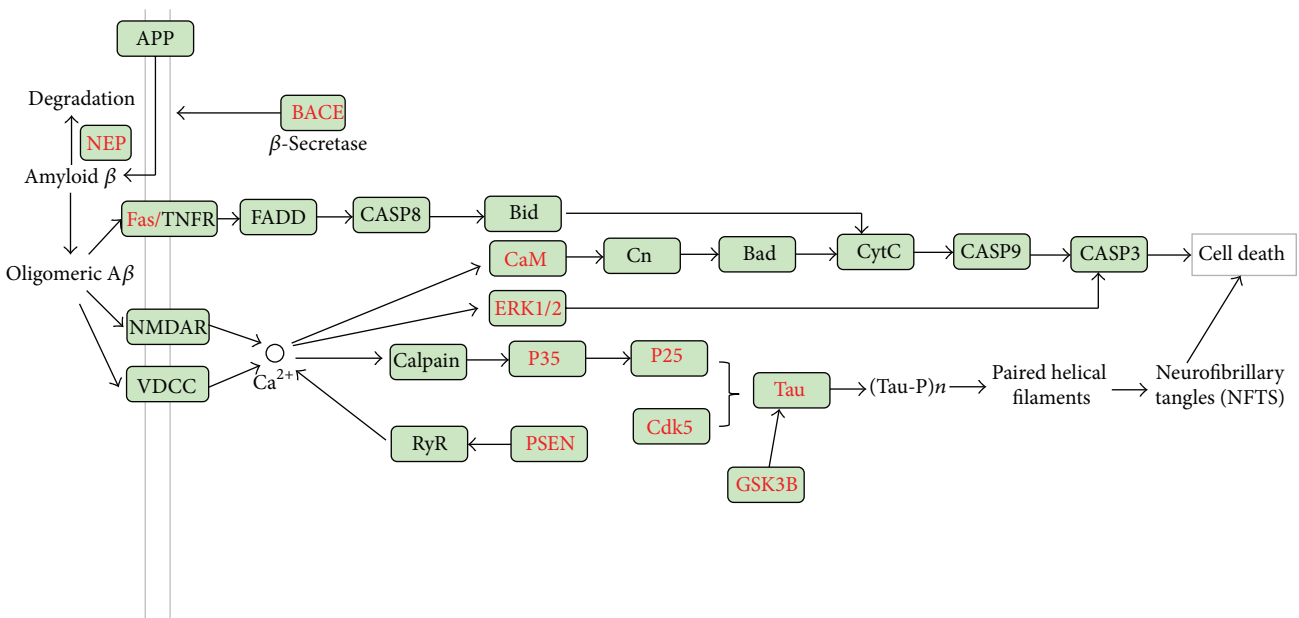 APP
Degradation
BACE
NEP
β-Secretase
Amyloid β
Fas/TNFR
FADD
CASP8
Bid
Oligomeric Aβ
CaM
Cn
Bad
CytC
CASP9
CASP3
Cell death
ERK1/2
NMDAR
Ca²⁺
Calpain
P35
P25
VDCC
Tau
(Tau-P)n
Paired helical
filaments
Neurofibrillary
tangles (NFTS)
Cdk5
RyR
PSEN
GSK3B